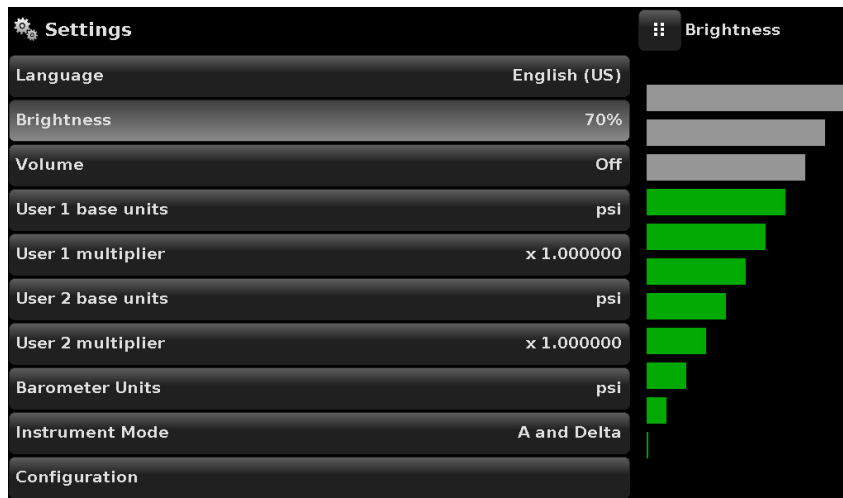 Settings
Brightness
Language English (US)
Brightness 70%
Volume Off
User 1 base units psi
User 1 multiplier x 1.000000
User 2 base units psi
User 2 multiplier x 1.000000
Barometer Units psi
Instrument Mode A and Delta
Configuration